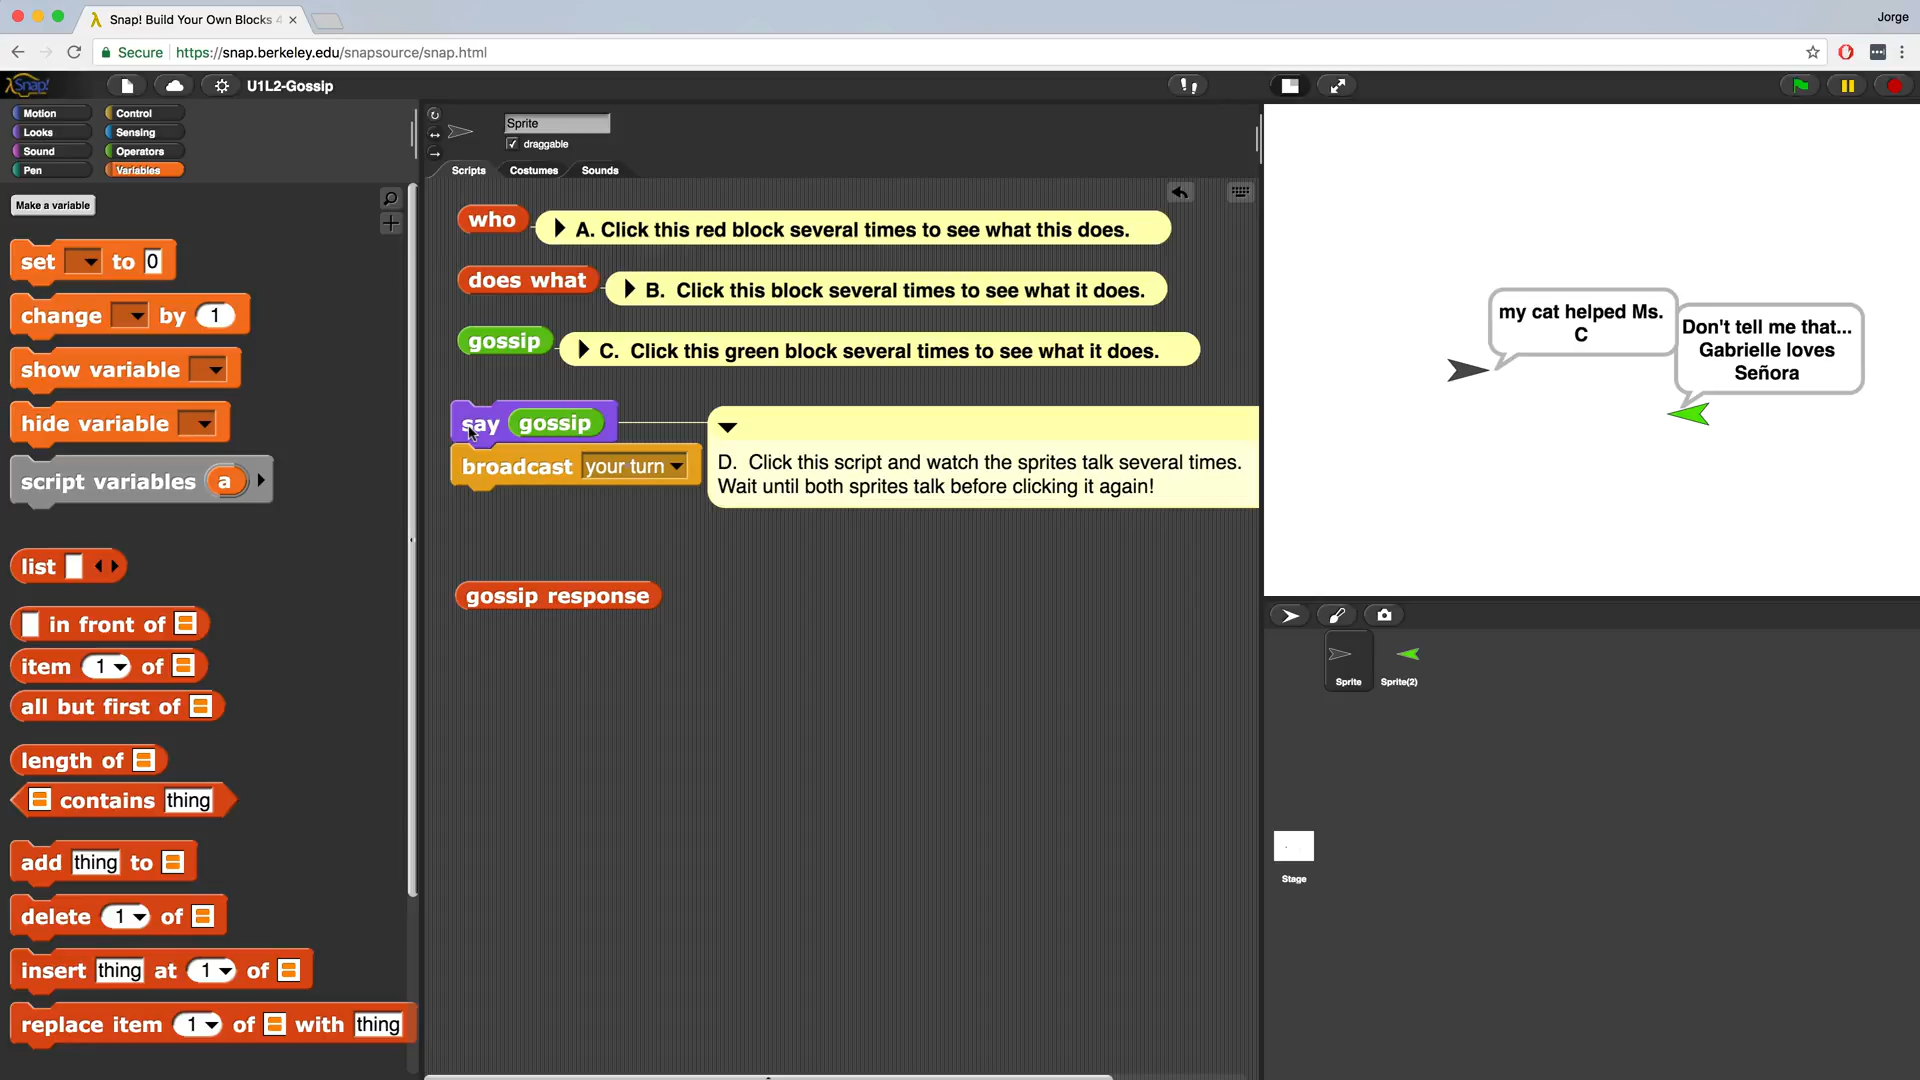 Snap! Build Your Own Blocks 4
Jorge
Secure
https://snap.berkeley.edu/snapsource/snap.html
Snap!
U1L2-Gossip
Motion
Control
Looks
Sensing
Sound
Operators
Pen
Variables
Make a variable
set to 0
change by 1
show variable
hide variable
script variables a
list
in front of
item 1 of
all but first of
length of
contains thing
add thing to
delete 1 of
insert thing at 1 of
replace item 1 of with thing
Sprite
draggable
Scripts
Costumes
Sounds
who
A. Click this red block several times to see what this does.
does what
B. Click this block several times to see what it does.
gossip
C. Click this green block several times to see what it does.
say gossip
broadcast your turn
D. Click this script and watch the sprites talk several times.
Wait until both sprites talk before clicking it again!
gossip response
my cat helped Ms.
C
Don't tell me that...
Gabrielle loves
Señora
Sprite
Sprite(2)
Stage